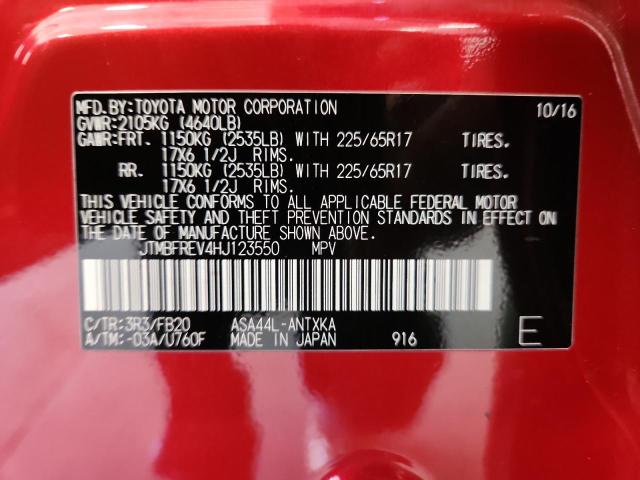 MFD.BY:TOYOTA MOTOR CORPORATION 10/16
GVWR:2105KG (4640LB)
GAWR:FRT. 1150KG (2535LB) WITH 225/65R17 TIRES.
17X6 1/2J RIMS.
RR. 1150KG (2535LB) WITH 225/65R17 TIRES.
17X6 1/2J RIMS.
THIS VEHICLE CONFORMS TO ALL APPLICABLE FEDERAL MOTOR
VEHICLE SAFETY AND THEFT PREVENTION STANDARDS IN EFFECT ON
THE DATE OF MANUFACTURE SHOWN ABOVE.
JTMBFREV4HJ123550 MPV
C/TR:3R3/FB20 ASA44L-ANTXKA
A/TM:-03A/U760F MADE IN JAPAN 916 E